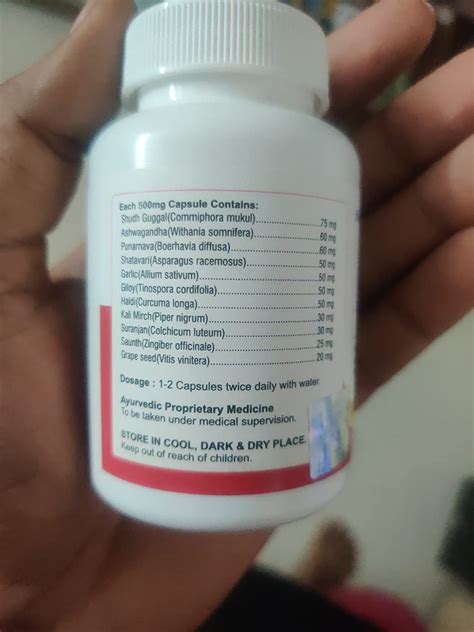 Each 500mg Capsule Contains:
Shudh Guggal(Commiphora mukul)..................75 mg
Ashwagandha(Withania somnifera)..................60 mg
Punarnava(Boerhavia diffusa)..................60 mg
Shatavari(Asparagus racemosus)..................50 mg
Garlic(Allium sativum)..................50 mg
Giloy(Tinospora cordifolia)..................50 mg
Haldi(Curcuma longa)..................50 mg
Kali Mirch(Piper nigrum)..................30 mg
Suranjan(Colchicum luteum)..................30 mg
Saunth(Zingiber officinale)..................25 mg
Grape seed(Vitis vinitera)..................20 mg
Dosage : 1-2 Capsules twice daily with water.
Ayurvedic Proprietary Medicine
To be taken under medical supervision.
STORE IN COOL, DARK & DRY PLACE.
Keep out of reach of children.